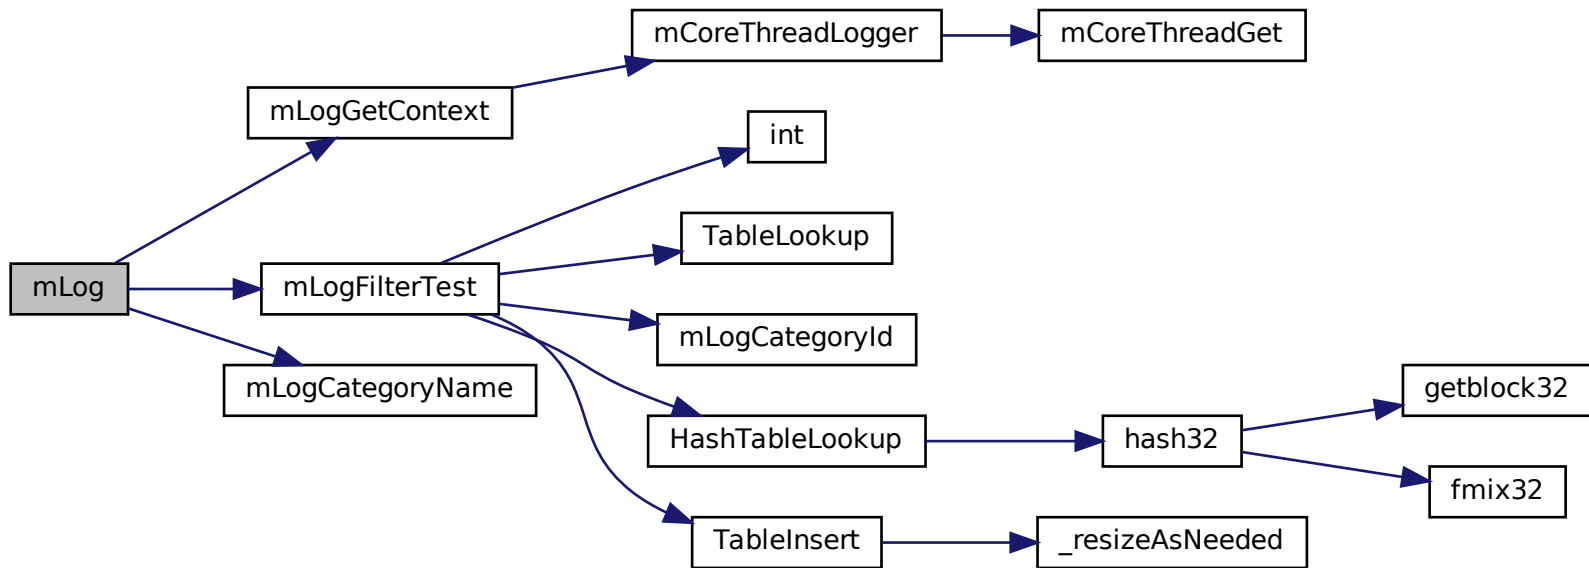 mCoreThreadLogger
mCoreThreadGet
mLogGetContext
int
TableLookup
mLog
mLogFilterTest
mLogCategoryId
mLogCategoryName
getblock32
HashTableLookup
hash32
fmix32
TableInsert
_resizeAsNeeded